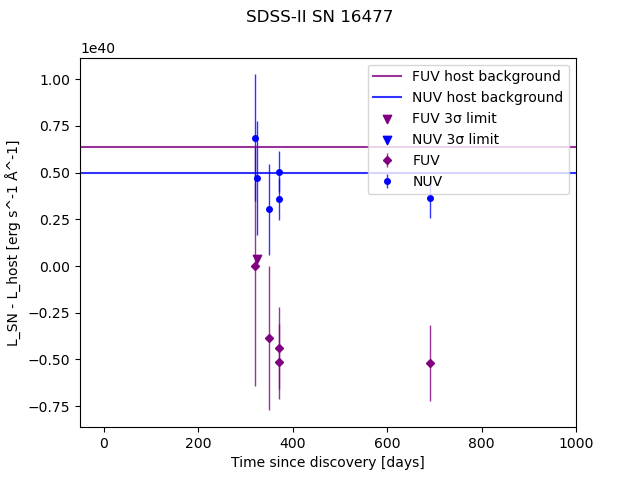 SDSS-II SN 16477
1e40
FUV host background
NUV host background
FUV 3σ limit
NUV 3σ limit
FUV
NUV
L_SN - L_host [erg s^-1 Å^-1]
1.00
0.75
0.50
0.25
0.00
−0.25
−0.50
−0.75
0 200 400 600 800 1000
Time since discovery [days]